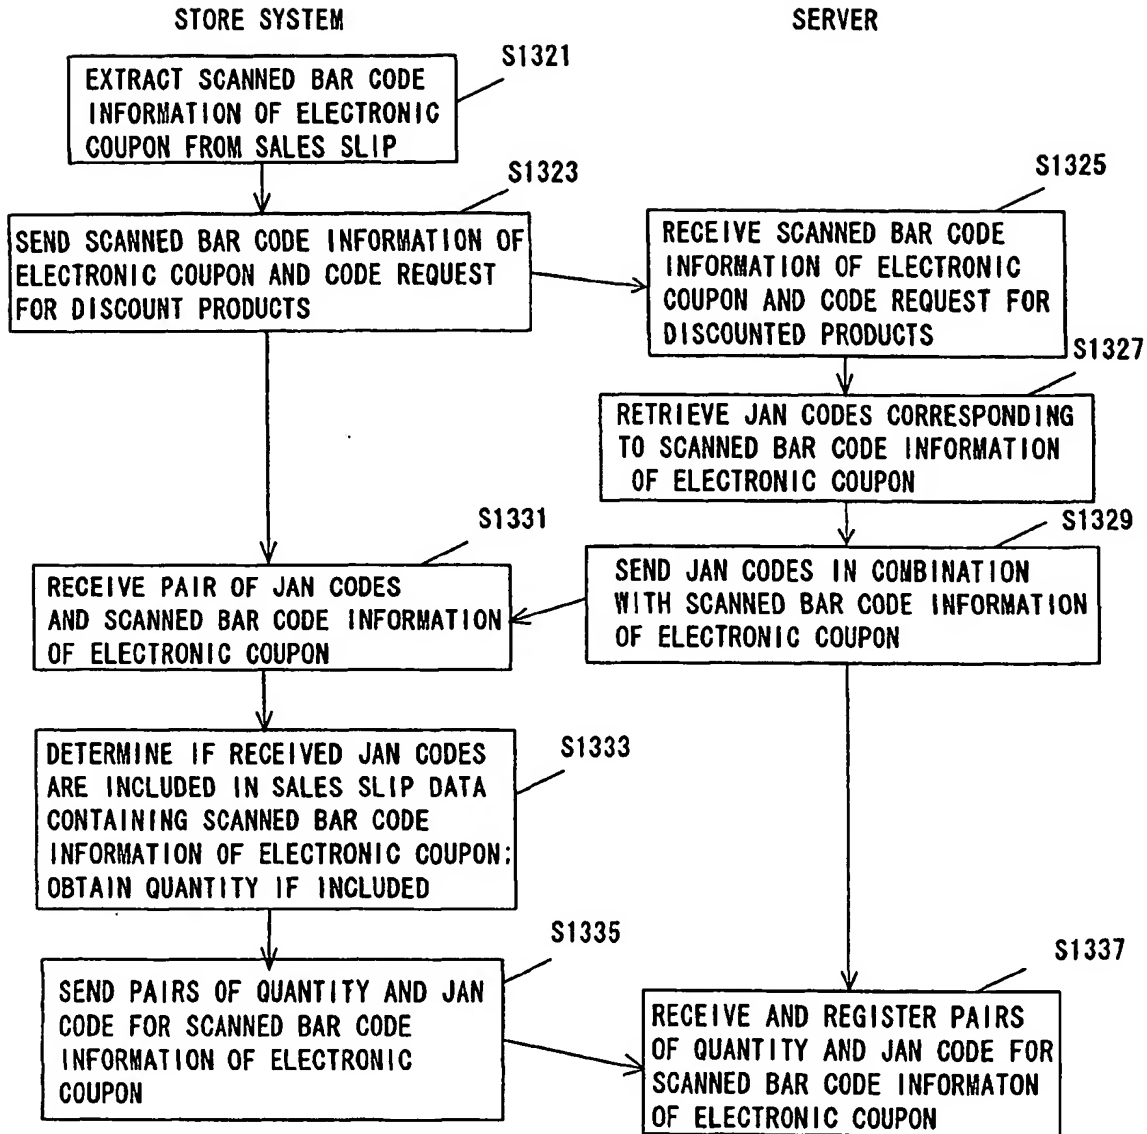 STORE SYSTEM
SERVER
S1321
EXTRACT SCANNED BAR CODE
INFORMATION OF ELECTRONIC
COUPON FROM SALES SLIP
S1323
SEND SCANNED BAR CODE INFORMATION OF
ELECTRONIC COUPON AND CODE REQUEST
FOR DISCOUNT PRODUCTS
S1325
RECEIVE SCANNED BAR CODE
INFORMATION OF ELECTRONIC
COUPON AND CODE REQUEST FOR
DISCOUNTED PRODUCTS
S1327
RETRIEVE JAN CODES CORRESPONDING
TO SCANNED BAR CODE INFORMATION
OF ELECTRONIC COUPON
S1329
SEND JAN CODES IN COMBINATION
WITH SCANNED BAR CODE INFORMATION
OF ELECTRONIC COUPON
S1331
RECEIVE PAIR OF JAN CODES
AND SCANNED BAR CODE INFORMATION
OF ELECTRONIC COUPON
S1333
DETERMINE IF RECEIVED JAN CODES
ARE INCLUDED IN SALES SLIP DATA
CONTAINING SCANNED BAR CODE
INFORMATION OF ELECTRONIC COUPON;
OBTAIN QUANTITY IF INCLUDED
S1335
SEND PAIRS OF QUANTITY AND JAN
CODE FOR SCANNED BAR CODE
INFORMATION OF ELECTRONIC
COUPON
S1337
RECEIVE AND REGISTER PAIRS
OF QUANTITY AND JAN CODE FOR
SCANNED BAR CODE INFORMATON
OF ELECTRONIC COUPON